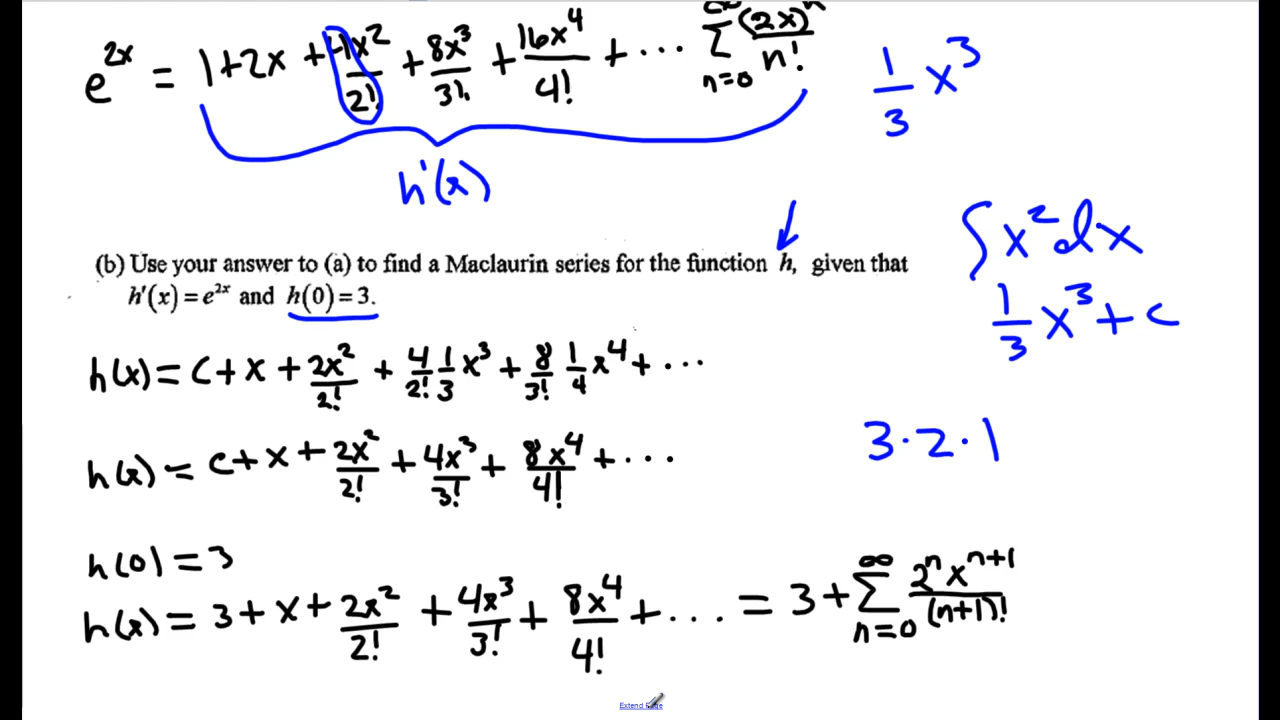 e^{2x} = 1 + 2x + 4x^2/2! + 8x^3/3! + 16x^4/4! + ··· ∑_{n=0}^{∞} (2x)^n/n!
1/3 x^3
h'(x)
∫ x^2 dx
1/3 x^3 + c
(b) Use your answer to (a) to find a Maclaurin series for the function h, given that
h'(x) = e^{2x} and h(0) = 3.
h(x) = C + x + 2x^2/2! + 4/2! 1/3 x^3 + 8/3! 1/4 x^4 + ···
h(x) = c + x + 2x^2/2! + 4x^3/3! + 8x^4/4! + ···
3·2·1
h(0) = 3
h(x) = 3 + x + 2x^2/2! + 4x^3/3! + 8x^4/4! + ··· = 3 + ∑_{n=0}^{∞} 2^n x^{n+1}/(n+1)!
Extend Page